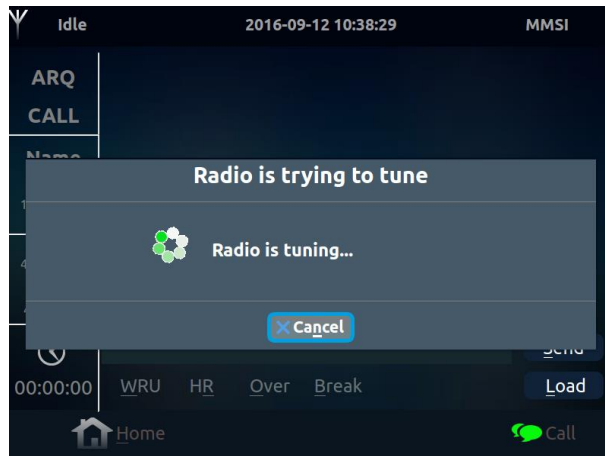 Idle 2016-09-12 10:38:29 MMSI
ARQ
CALL
Name
Radio is trying to tune
Radio is tuning...
Cancel
Send
00:00:00 WRU HR Over Break Load
Home Call